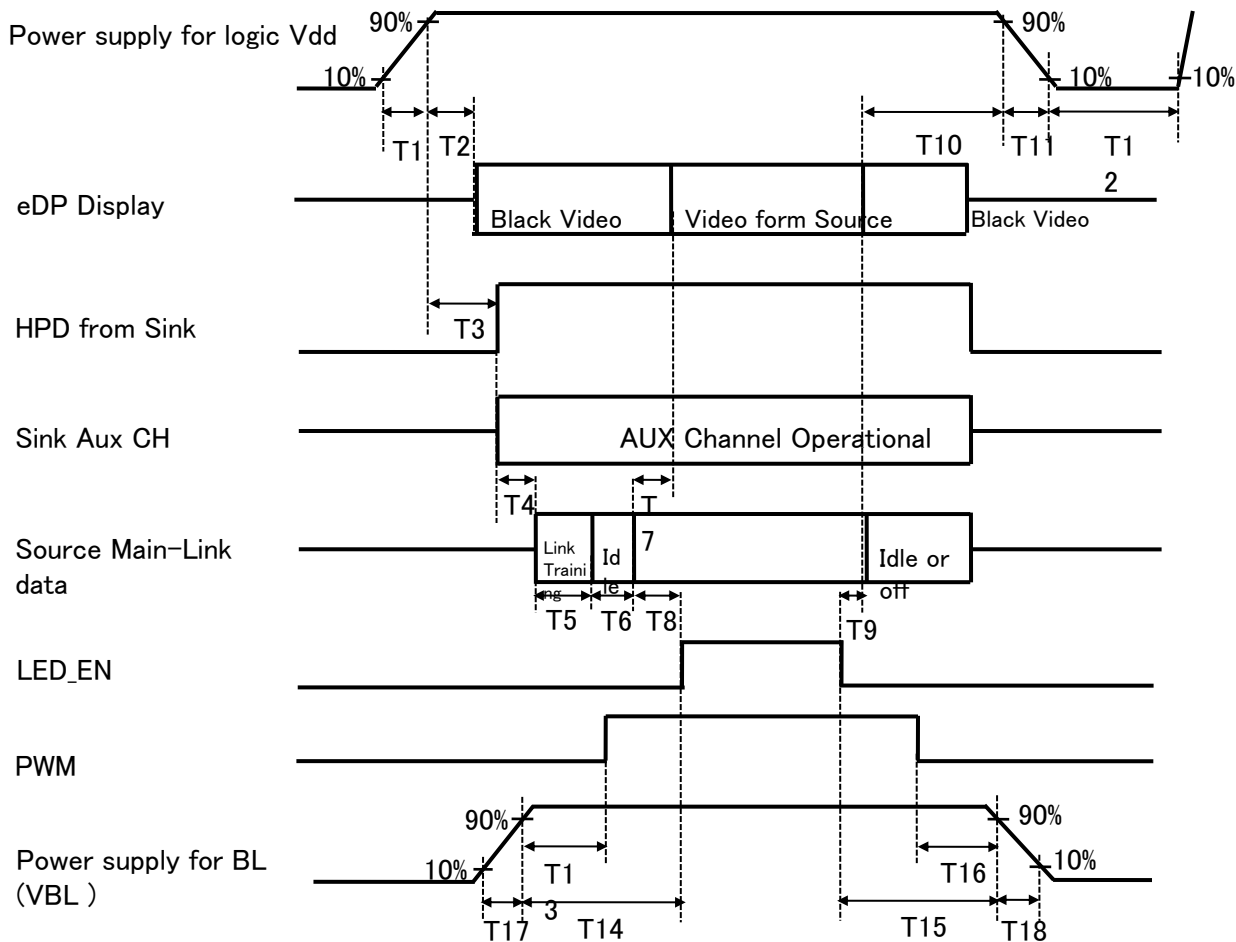 90%
90%
Power supply for logic Vdd
10%
10%
10%
T1
T2
T10
T11
T1
2
eDP Display
Black Video
Video form Source
Black Video
T3
HPD from Sink
Sink Aux CH
AUX Channel Operational
T4
T
7
Source Main-Link
data
Link
Traini
ng
Id
le
Idle or
off
T5
T6
T8
T9
LED_EN
PWM
90%
90%
Power supply for BL
(VBL )
10%
10%
T1
3
T16
T17
T14
T15
T18